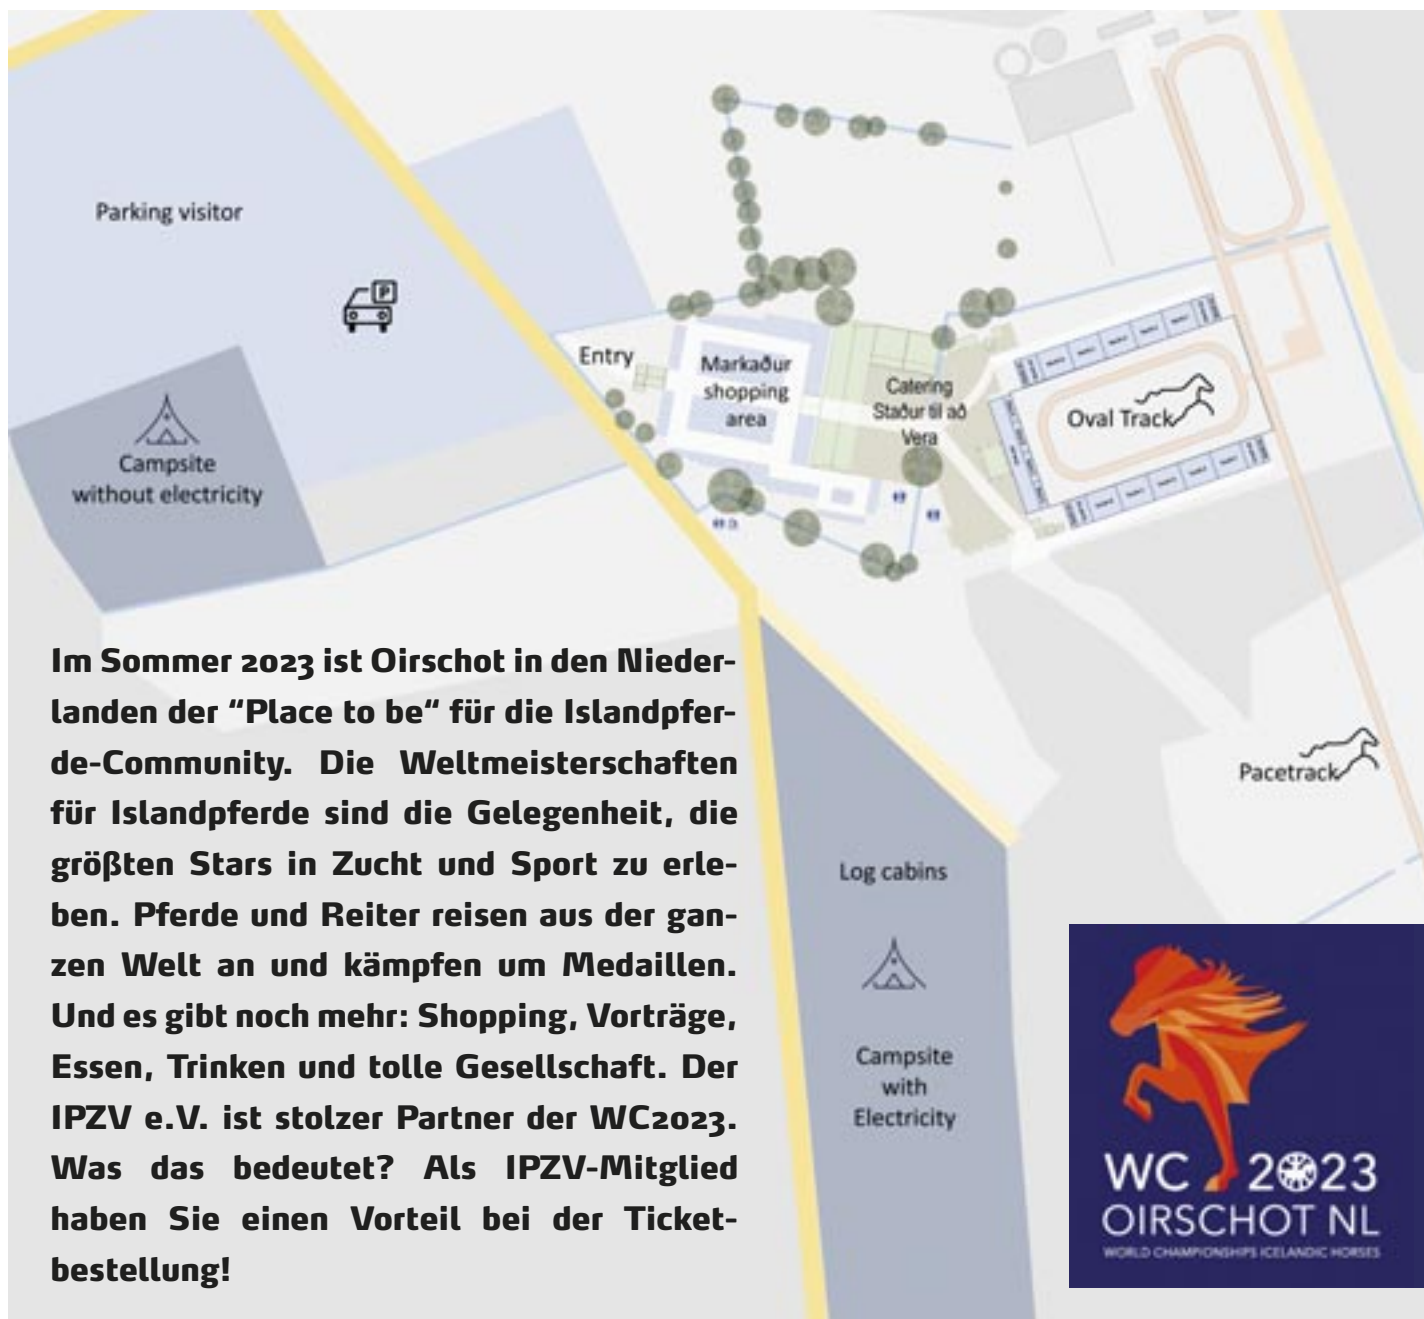 Parking visitor
P
Entry
Markaður
shopping
area
Catering
Staður til að
Vera
Oval Track
Campsite
without electricity
Pacetrack
Log cabins
Campsite
with
Electricity
Im Sommer 2023 ist Oirschot in den Nieder-
landen der “Place to be“ für die Islandpfer-
de-Community. Die Weltmeisterschaften
für Islandpferde sind die Gelegenheit, die
größten Stars in Zucht und Sport zu erle-
ben. Pferde und Reiter reisen aus der gan-
zen Welt an und kämpfen um Medaillen.
Und es gibt noch mehr: Shopping, Vorträge,
Essen, Trinken und tolle Gesellschaft. Der
IPZV e.V. ist stolzer Partner der WC2023.
Was das bedeutet? Als IPZV-Mitglied
haben Sie einen Vorteil bei der Ticket-
bestellung!
WC 2023
OIRSCHOT NL
WORLD CHAMPIONSHIPS ICELANDIC HORSES